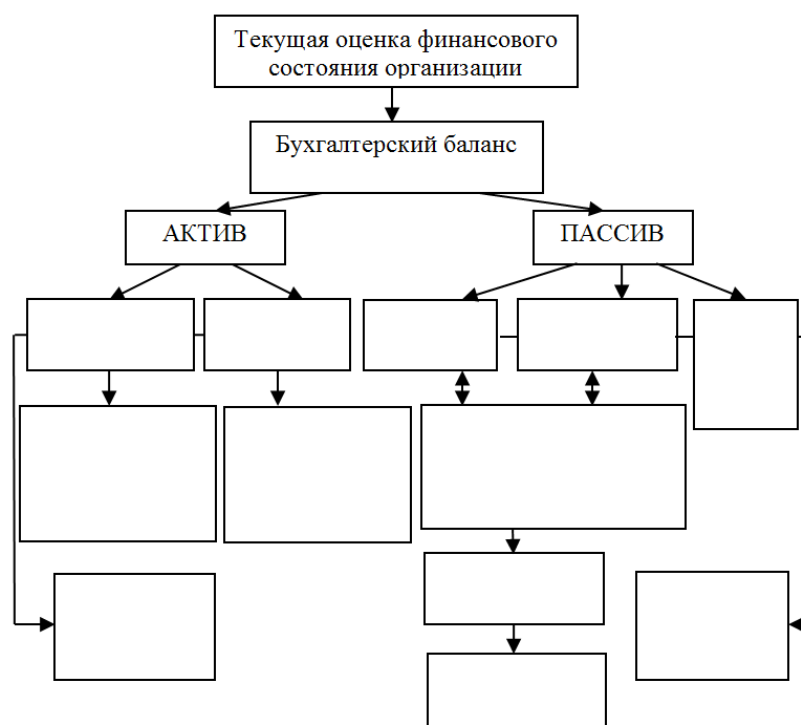 Текущая оценка финансового
состояния организации
Бухгалтерский баланс
АКТИВ
ПАССИВ